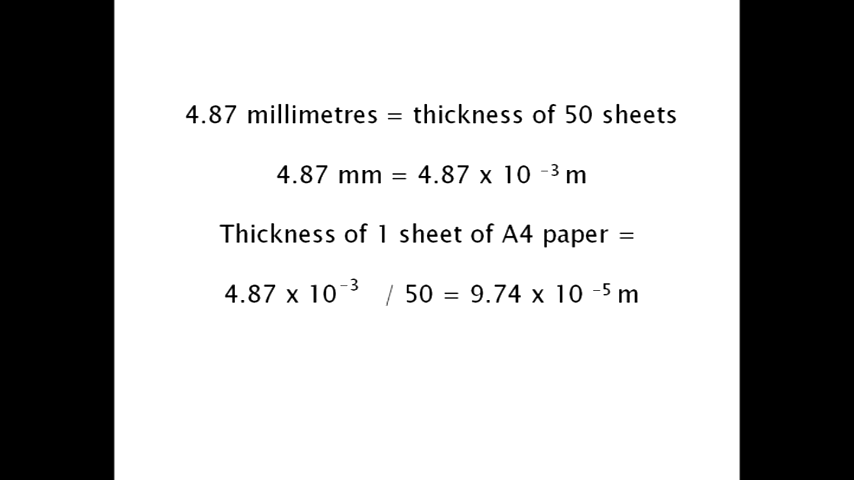 4.87 millimetres = thickness of 50 sheets
4.87 mm = 4.87 x 10 ⁻³ m
Thickness of 1 sheet of A4 paper =
4.87 x 10⁻³ / 50 = 9.74 x 10 ⁻⁵ m